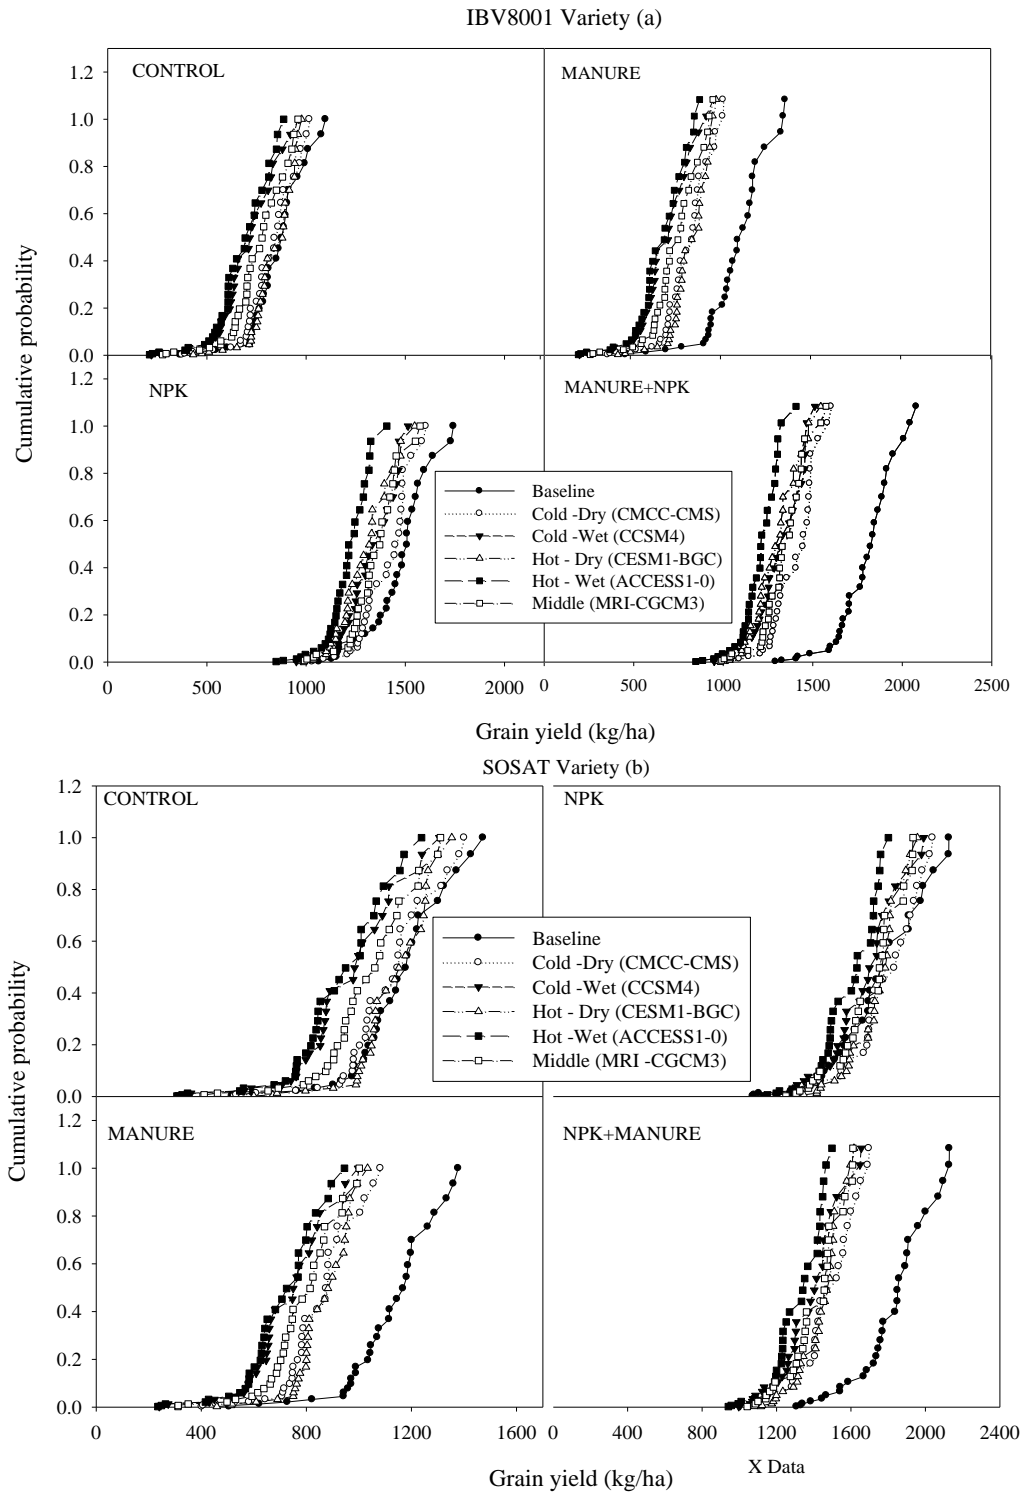 IBV8001 Variety (a)
CONTROL
MANURE
1.2
1.0
0.8
0.6
0.4
0.2
0.0
NPK
MANURE+NPK
1.2
1.0
0.8
0.6
0.4
0.2
0.0
Baseline
Cold -Dry (CMCC-CMS)
Cold -Wet (CCSM4)
Hot - Dry (CESM1-BGC)
Hot - Wet (ACCESS1-0)
Middle (MRI-CGCM3)
0 500 1000 1500 2000
0 500 1000 1500 2000 2500
Cumulative probability
Grain yield (kg/ha)
SOSAT Variety (b)
CONTROL
NPK
1.2
1.0
0.8
0.6
0.4
0.2
0.0
Baseline
Cold -Dry (CMCC-CMS)
Cold -Wet (CCSM4)
Hot - Dry (CESM1-BGC)
Hot -Wet (ACCESS1-0)
Middle (MRI -CGCM3)
MANURE
NPK+MANURE
1.2
1.0
0.8
0.6
0.4
0.2
0.0
0 400 800 1200 1600
0 400 800 1200 1600 2000 2400
Cumulative probability
X Data
Grain yield (kg/ha)